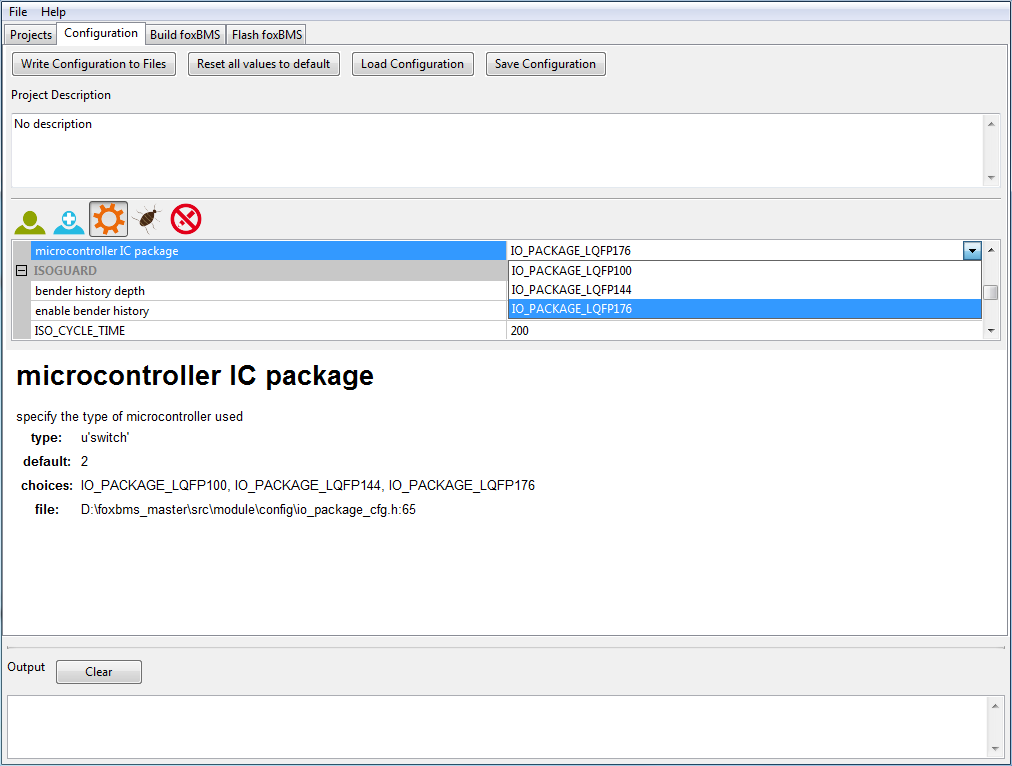 File Help
Projects Configuration Build foxBMS Flash foxBMS
Write Configuration to Files Reset all values to default Load Configuration Save Configuration
Project Description
No description
microcontroller IC package IO_PACKAGE_LQFP176
ISOGUARD IO_PACKAGE_LQFP100
bender history depth IO_PACKAGE_LQFP144
enable bender history IO_PACKAGE_LQFP176
ISO_CYCLE_TIME 200
microcontroller IC package
specify the type of microcontroller used
type: u'switch'
default: 2
choices: IO_PACKAGE_LQFP100, IO_PACKAGE_LQFP144, IO_PACKAGE_LQFP176
file: D:\foxbms_master\src\module\config\io_package_cfg.h:65
Output Clear